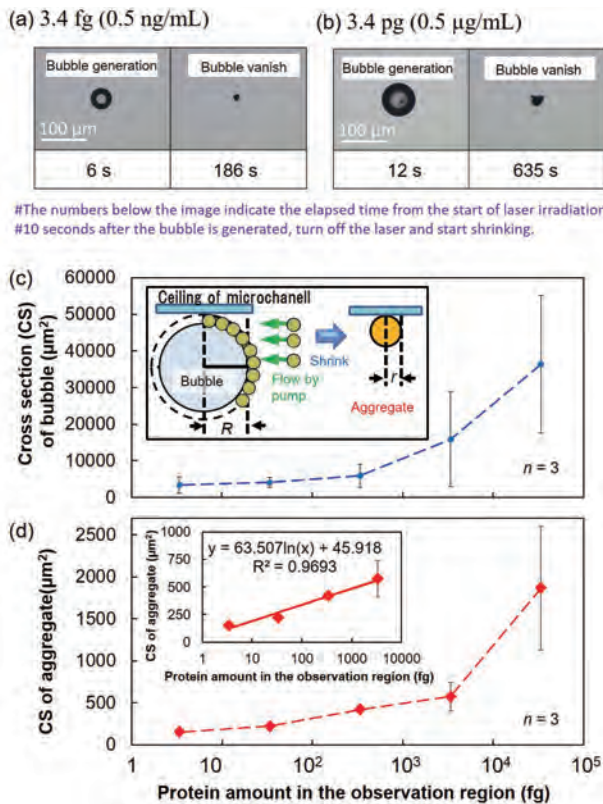 (a) 3.4 fg (0.5 ng/mL)
Bubble generation
Bubble vanish
100 μm
6 s
186 s
(b) 3.4 pg (0.5 μg/mL)
Bubble generation
Bubble vanish
100 μm
12 s
635 s
#The numbers below the image indicate the elapsed time from the start of laser irradiation
#10 seconds after the bubble is generated, turn off the laser and start shrinking.
(c)
Cross section (CS)
of bubble (μm²)
60000
50000
40000
30000
20000
10000
0
Ceiling of microchanell
Bubble
R
Flow by
pump
Shrink
r
Aggregate
n = 3
(d)
CS of aggregate(μm²)
2500
2000
1500
1000
500
0
CS of aggregate (μm²)
1000
750
500
250
0
y = 63.507ln(x) + 45.918
R² = 0.9693
1
10
100
1000
10000
Protein amount in the observation region (fg)
n = 3
1
10
10²
10³
10⁴
10⁵
Protein amount in the observation region (fg)